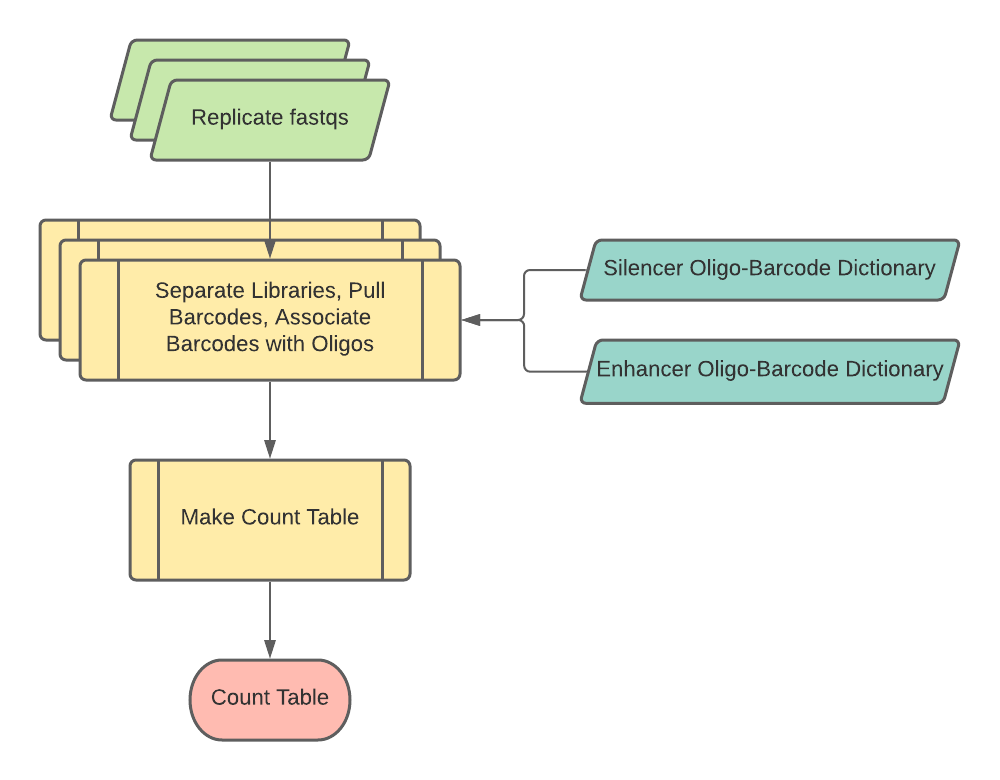 Replicate fastqs
Separate Libraries, Pull
Barcodes, Associate
Barcodes with Oligos
Silencer Oligo-Barcode Dictionary
Enhancer Oligo-Barcode Dictionary
Make Count Table
Count Table